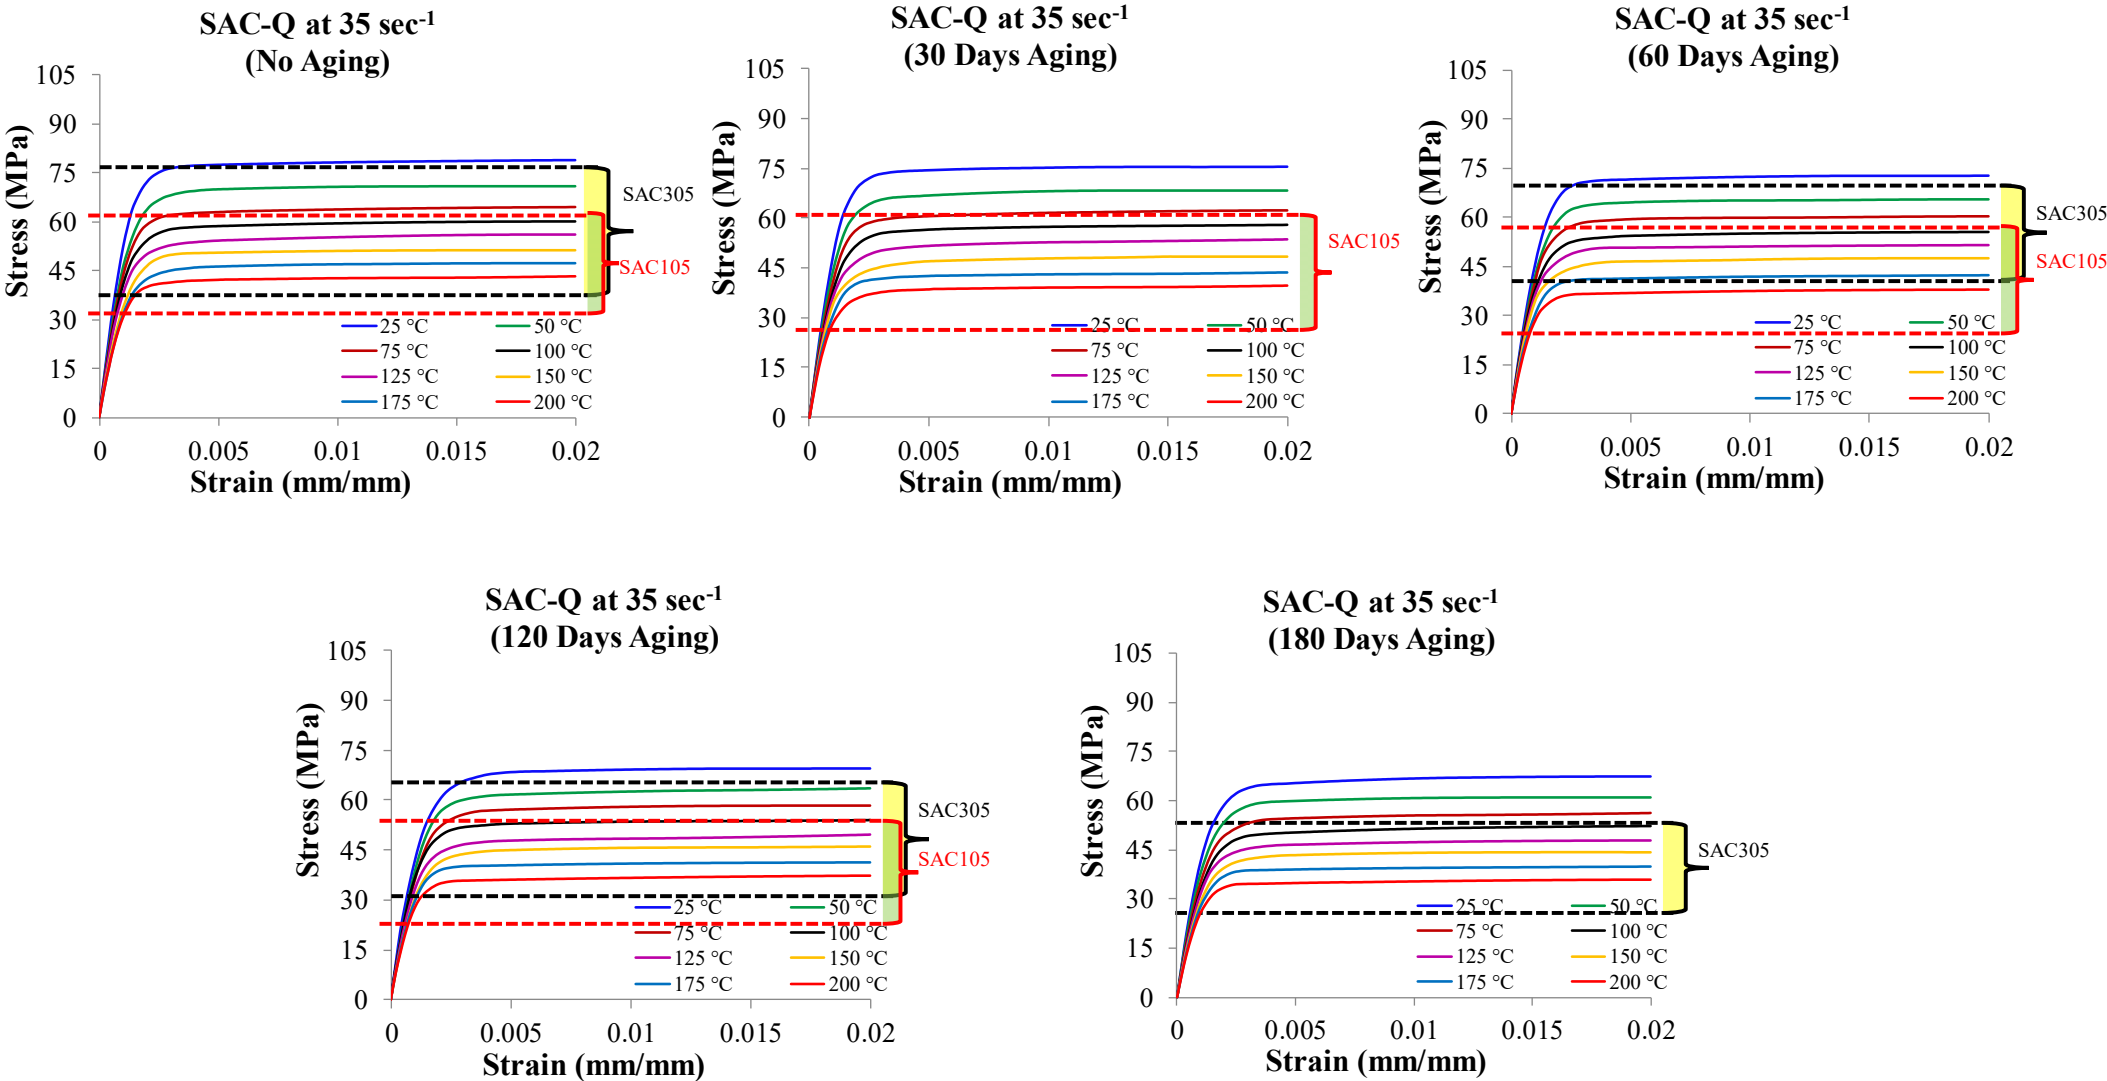 SAC-Q at 35 sec⁻¹
(No Aging)
105
90
75
60
45
30
15
0
Stress (MPa)
SAC305
SAC105
25 °C
50 °C
75 °C
100 °C
125 °C
150 °C
175 °C
200 °C
0
0.005
0.01
0.015
0.02
Strain (mm/mm)
SAC-Q at 35 sec⁻¹
(30 Days Aging)
105
90
75
60
45
30
15
0
Stress (MPa)
SAC105
25 °C
50 °C
75 °C
100 °C
125 °C
150 °C
175 °C
200 °C
0
0.005
0.01
0.015
0.02
Strain (mm/mm)
SAC-Q at 35 sec⁻¹
(60 Days Aging)
105
90
75
60
45
30
15
0
Stress (MPa)
SAC305
SAC105
25 °C
50 °C
75 °C
100 °C
125 °C
150 °C
175 °C
200 °C
0
0.005
0.01
0.015
0.02
Strain (mm/mm)
SAC-Q at 35 sec⁻¹
(120 Days Aging)
105
90
75
60
45
30
15
0
Stress (MPa)
SAC305
SAC105
25 °C
50 °C
75 °C
100 °C
125 °C
150 °C
175 °C
200 °C
0
0.005
0.01
0.015
0.02
Strain (mm/mm)
SAC-Q at 35 sec⁻¹
(180 Days Aging)
105
90
75
60
45
30
15
0
Stress (MPa)
SAC305
25 °C
50 °C
75 °C
100 °C
125 °C
150 °C
175 °C
200 °C
0
0.005
0.01
0.015
0.02
Strain (mm/mm)